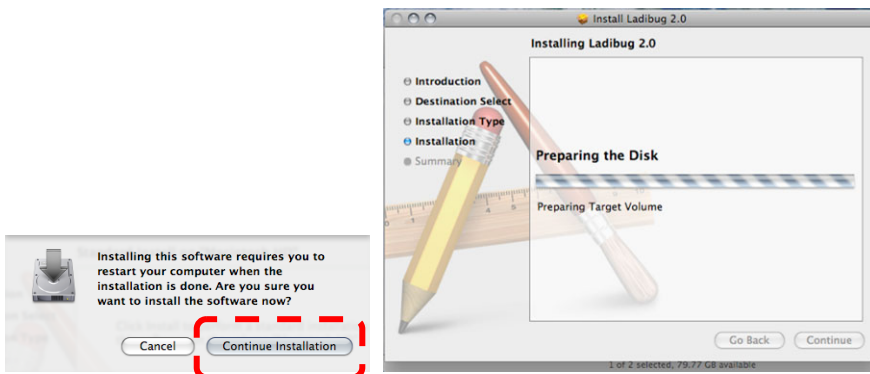 Installing this software requires you to
restart your computer when the
installation is done. Are you sure you
want to install the software now?
Cancel
Continue Installation
Install Ladibug 2.0
Installing Ladibug 2.0
Introduction
Destination Select
Installation Type
Installation
Summary
Preparing the Disk
Preparing Target Volume
Go Back
Continue
1 of 2 selected, 79.77 GB available